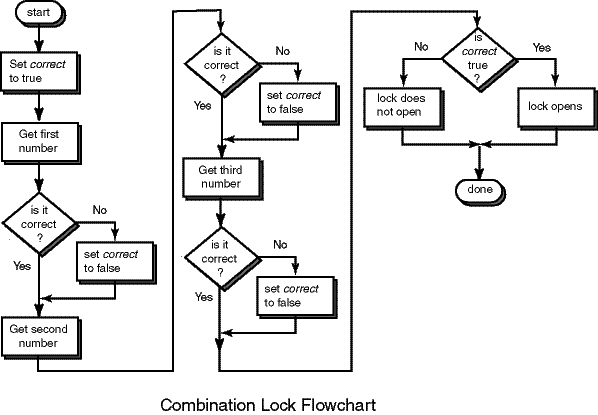 start
Set correct
to true
Get first
number
is it
correct
?
No
Yes
set correct
to false
Get second
number
is it
correct
?
No
Yes
set correct
to false
Get third
number
is it
correct
?
No
Yes
set correct
to false
is
correct
true
?
No
Yes
lock does
not open
lock opens
done
Combination Lock Flowchart